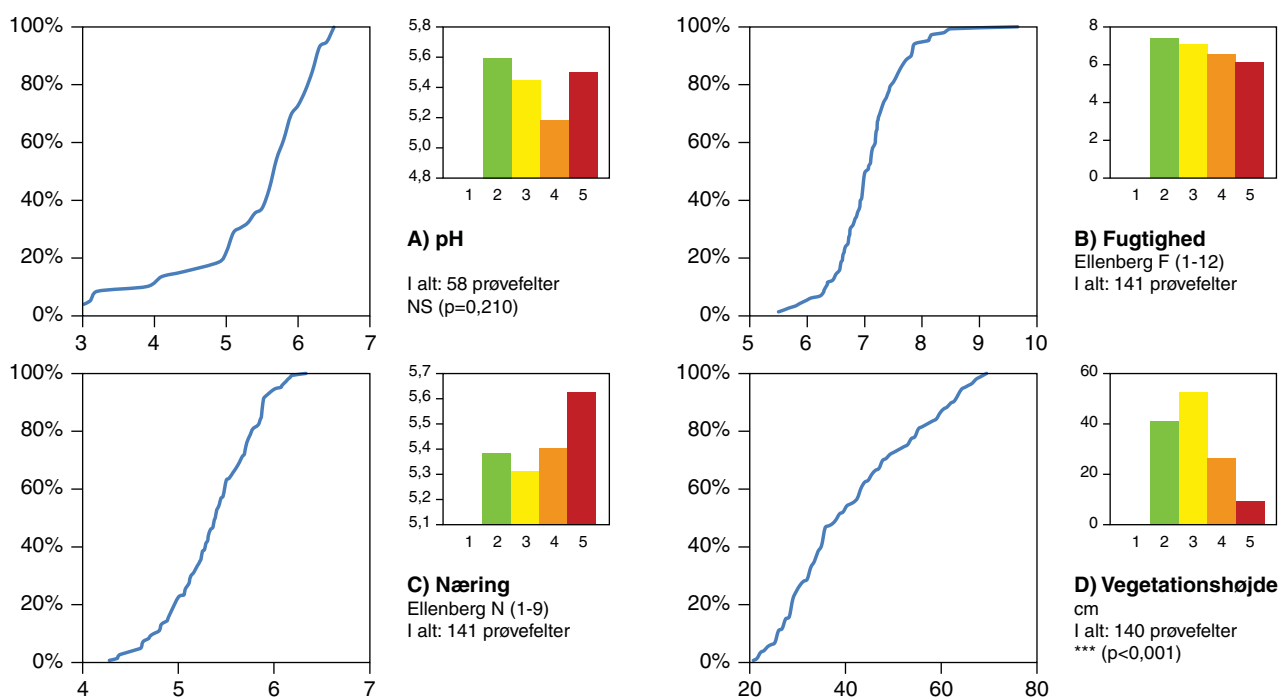 100%
80%
60%
40%
20%
0%
3 4 5 6 7
5,8
5,6
5,4
5,2
5,0
4,8
1 2 3 4 5
A) pH
I alt: 58 prøvefelter
NS (p=0,210)
100%
80%
60%
40%
20%
0%
5 6 7 8 9 10
8
6
4
2
0
1 2 3 4 5
B) Fugtighed
Ellenberg F (1-12)
I alt: 141 prøvefelter
100%
80%
60%
40%
20%
0%
4 5 6 7
5,7
5,6
5,5
5,4
5,3
5,2
5,1
1 2 3 4 5
C) Næring
Ellenberg N (1-9)
I alt: 141 prøvefelter
100%
80%
60%
40%
20%
0%
20 40 60 80
60
40
20
0
1 2 3 4 5
D) Vegetationshøjde
cm
I alt: 140 prøvefelter
*** (p<0,001)